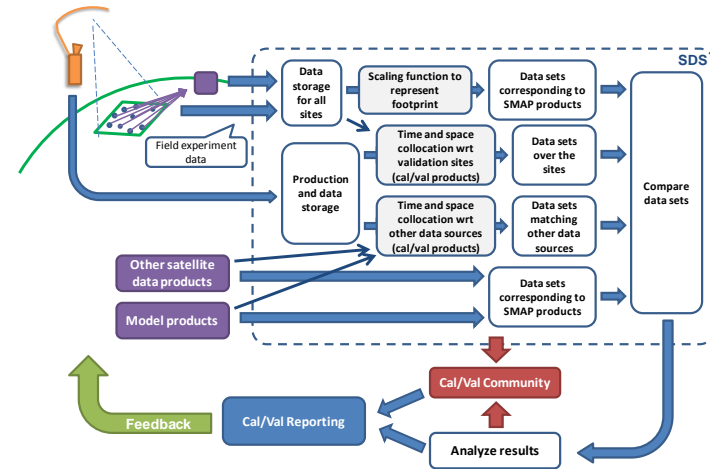 SDS
Data
storage
for all
sites
Scaling function to
represent
footprint
Data sets
corresponding to
SMAP products
Field experiment
data
Time and space
collocation wrt
validation sites
(cal/val products)
Data sets
over the
sites
Production
and data
storage
Compare
data sets
Time and space
collocation wrt
other data sources
(cal/val products)
Data sets
matching
other data
sources
Other satellite
data products
Data sets
corresponding to
SMAP products
Model products
Cal/Val Community
Feedback
Cal/Val Reporting
Analyze results